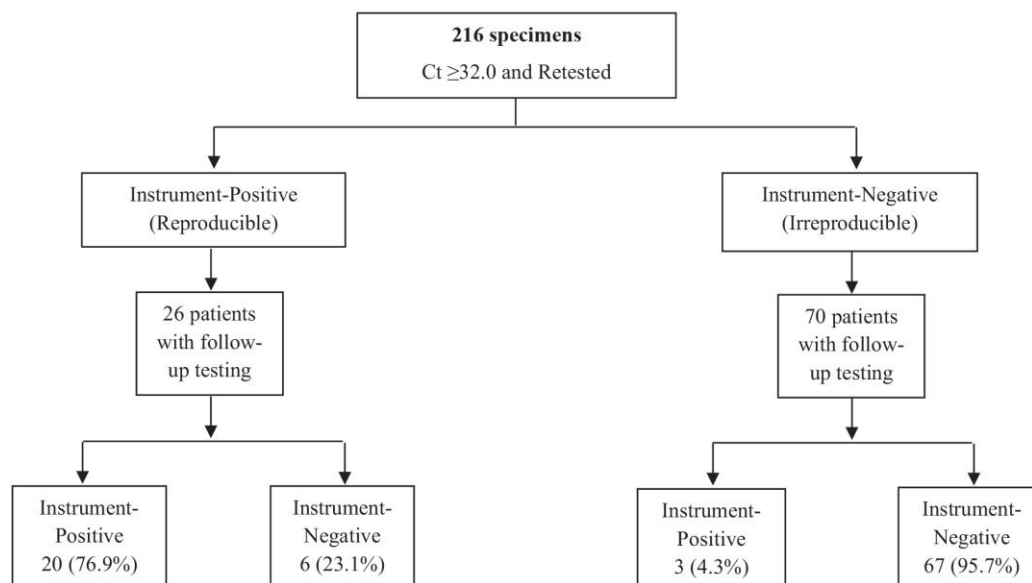 216 specimens
Ct ≥32.0 and Retested
Instrument-Positive
(Reproducible)
Instrument-Negative
(Irreproducible)
26 patients
with follow-
up testing
70 patients
with follow-
up testing
Instrument-
Positive
20 (76.9%)
Instrument-
Negative
6 (23.1%)
Instrument-
Positive
3 (4.3%)
Instrument-
Negative
67 (95.7%)